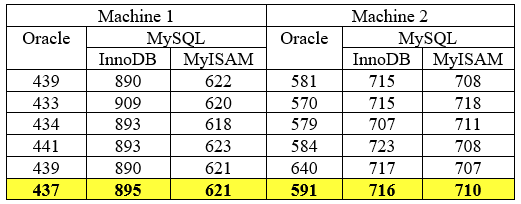 Machine 1 Machine 2
Oracle MySQL Oracle MySQL
InnoDB MyISAM InnoDB MyISAM
439 890 622 581 715 708
433 909 620 570 715 718
434 893 618 579 707 711
441 893 623 584 723 708
439 890 621 640 717 707
437 895 621 591 716 710